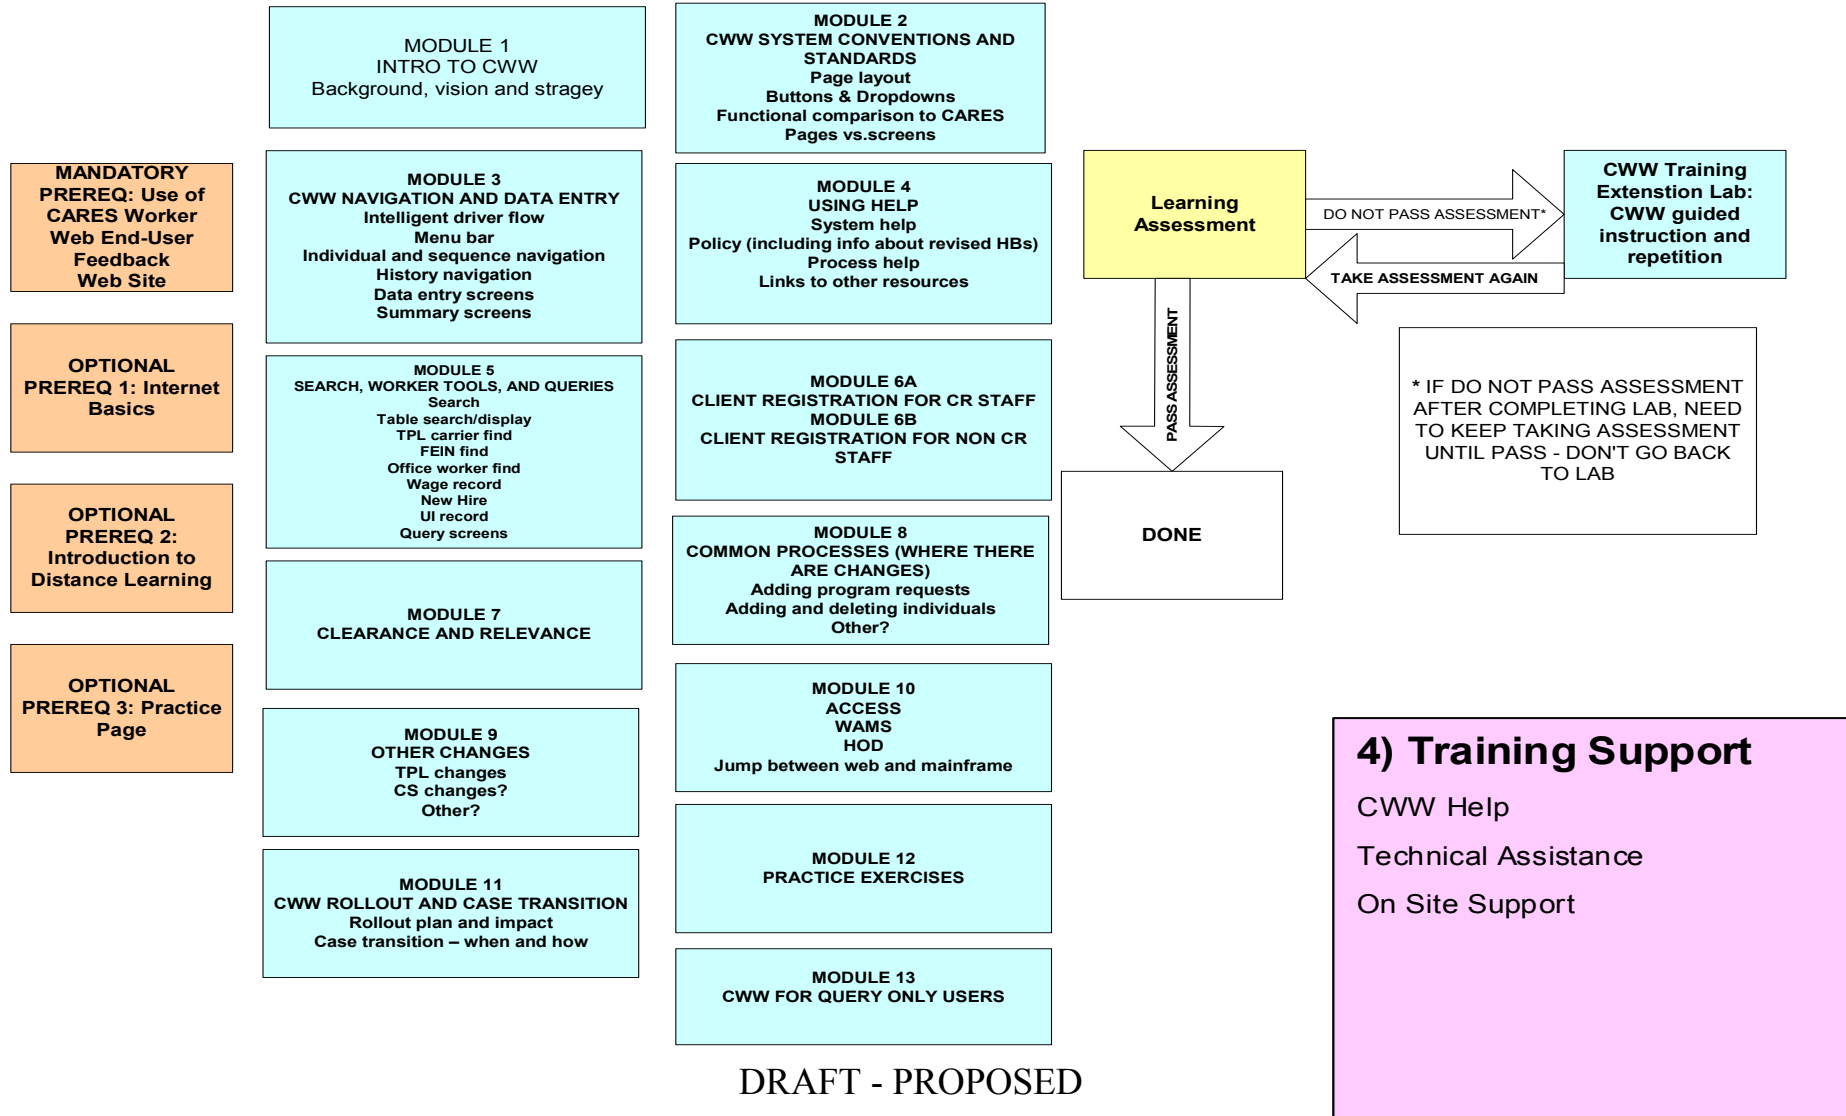 MODULE 1
INTRO TO CWW
Background, vision and stragey
MODULE 2
CWW SYSTEM CONVENTIONS AND
STANDARDS
Page layout
Buttons & Dropdowns
Functional comparison to CARES
Pages vs.screens
MANDATORY
PREREQ: Use of
CARES Worker
Web End-User
Feedback
Web Site
OPTIONAL
PREREQ 1: Internet
Basics
OPTIONAL
PREREQ 2:
Introduction to
Distance Learning
OPTIONAL
PREREQ 3: Practice
Page
MODULE 3
CWW NAVIGATION AND DATA ENTRY
Intelligent driver flow
Menu bar
Individual and sequence navigation
History navigation
Data entry screens
Summary screens
MODULE 4
USING HELP
System help
Policy (including info about revised HBs)
Process help
Links to other resources
MODULE 5
SEARCH, WORKER TOOLS, AND QUERIES
Search
Table search/display
TPL carrier find
FEIN find
Office worker find
Wage record
New Hire
UI record
Query screens
MODULE 6A
CLIENT REGISTRATION FOR CR STAFF
MODULE 6B
CLIENT REGISTRATION FOR NON CR
STAFF
MODULE 7
CLEARANCE AND RELEVANCE
MODULE 8
COMMON PROCESSES (WHERE THERE
ARE CHANGES)
Adding program requests
Adding and deleting individuals
Other?
MODULE 9
OTHER CHANGES
TPL changes
CS changes?
Other?
MODULE 10
ACCESS
WAMS
HOD
Jump between web and mainframe
MODULE 11
CWW ROLLOUT AND CASE TRANSITION
Rollout plan and impact
Case transition – when and how
MODULE 12
PRACTICE EXERCISES
MODULE 13
CWW FOR QUERY ONLY USERS
Learning
Assessment
DO NOT PASS ASSESSMENT*
TAKE ASSESSMENT AGAIN
CWW Training
Extenstion Lab:
CWW guided
instruction and
repetition
PASS ASSESSMENT
DONE
* IF DO NOT PASS ASSESSMENT
AFTER COMPLETING LAB, NEED
TO KEEP TAKING ASSESSMENT
UNTIL PASS - DON'T GO BACK
TO LAB
4) Training Support
CWW Help
Technical Assistance
On Site Support
DRAFT - PROPOSED